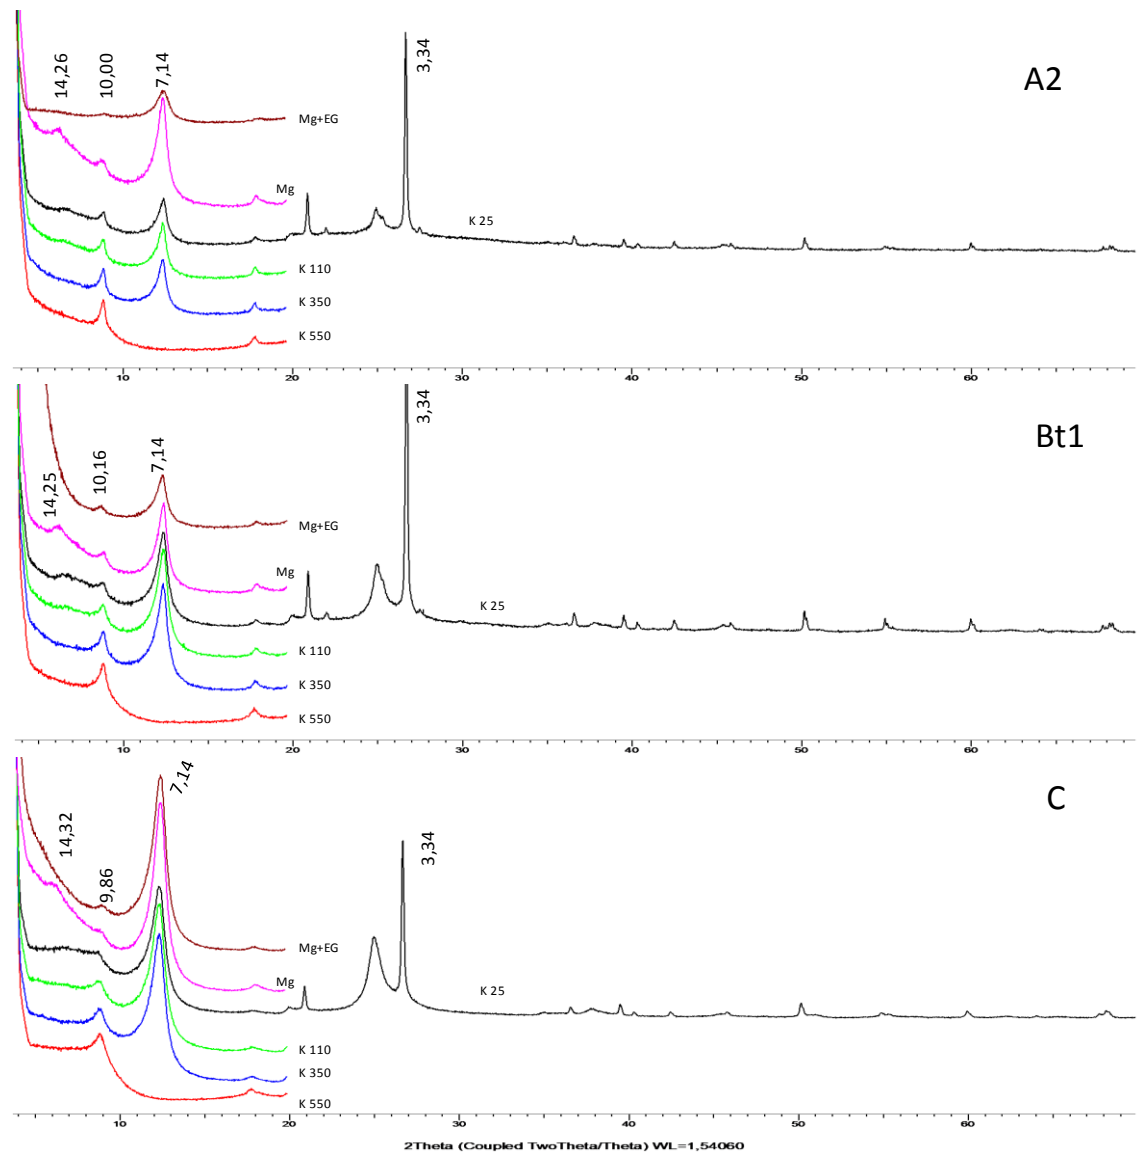 14,26
10,00
7,14
3,34
A2
Mg+EG
Mg
K 25
K 110
K 350
K 550
10
20
30
40
50
60
14,25
10,16
7,14
3,34
Bt1
Mg+EG
Mg
K 25
K 110
K 350
K 550
10
20
30
40
50
60
14,32
9,86
7,14
3,34
C
Mg+EG
Mg
K 25
K 110
K 350
K 550
10
20
30
40
50
60
2Theta (Coupled TwoTheta/Theta) WL=1,54060